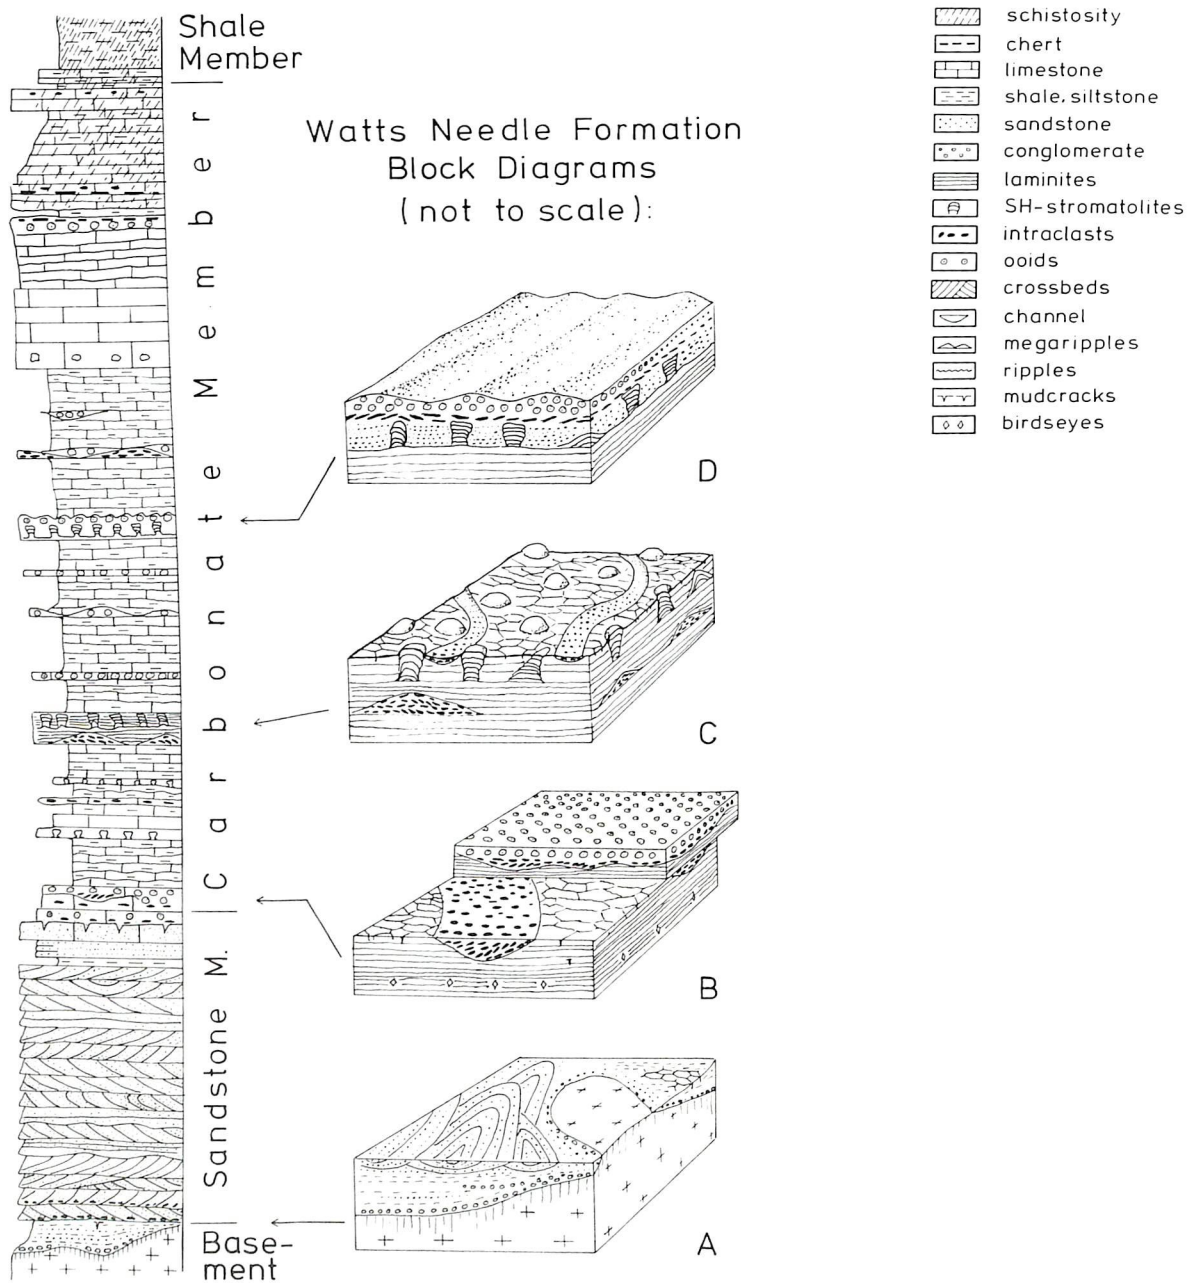 Shale
Member
Carbonate Member
Sandstone M.
Base-
ment
Watts Needle Formation
Block Diagrams
(not to scale):
D
C
B
A
schistosity
chert
limestone
shale, siltstone
sandstone
conglomerate
laminites
SH-stromatolites
intraclasts
ooids
crossbeds
channel
megaripples
ripples
mudcracks
birdseyes